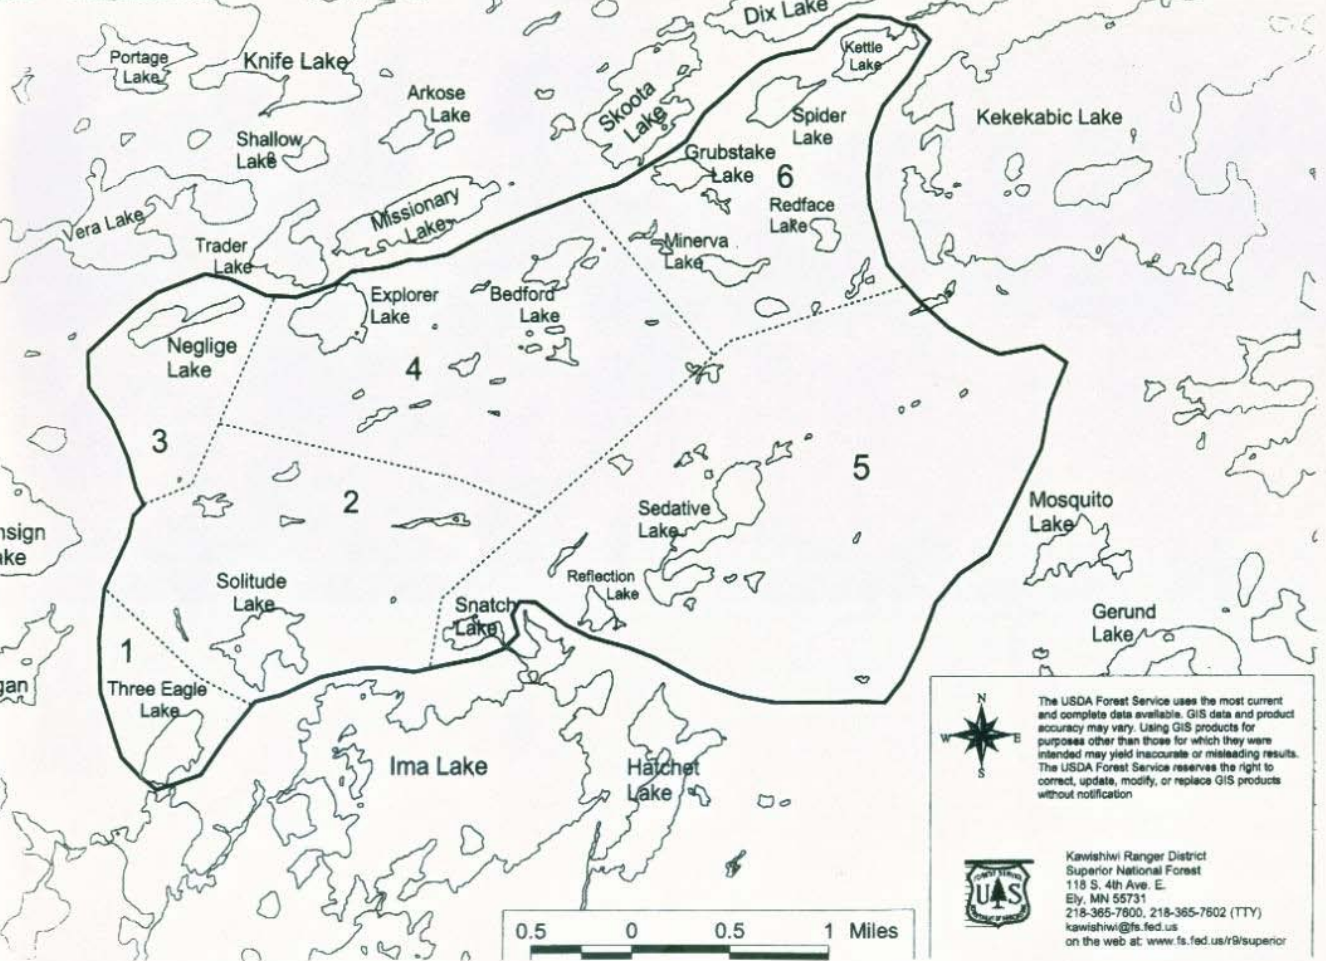 Dix Lake
Portage
Lake
Knife Lake
Kettle
Lake
Arkose
Lake
Skoota
Lake
Spider
Lake
Kekekabic Lake
Shallow
Lake
Grubstake
Lake
6
Missionary
Lake
Redface
Lake
Vera Lake
Trader
Lake
Minerva
Lake
Explorer
Lake
Bedford
Lake
Neglige
Lake
4
3
5
2
Sedative
Lake
Mosquito
Lake
nsign
ke
Solitude
Lake
Reflection
Lake
Snatch
Lake
Gerund
Lake
1
gan
Three Eagle
Lake
Ima Lake
Hatchet
Lake
N
W E
S
The USDA Forest Service uses the most current
and complete data available. GIS data and product
accuracy may vary. Using GIS products for
purposes other than those for which they were
intended may yield inaccurate or misleading results.
The USDA Forest Service reserves the right to
correct, update, modify, or replace GIS products
without notification
FOREST SERVICE
U S
DEPARTMENT OF AGRICULTURE
Kawishiwi Ranger District
Superior National Forest
118 S. 4th Ave. E.
Ely, MN 55731
218-365-7600, 218-365-7602 (TTY)
kawishiwi@fs.fed.us
on the web at: www.fs.fed.us/r9/superior
0.5 0 0.5 1 Miles